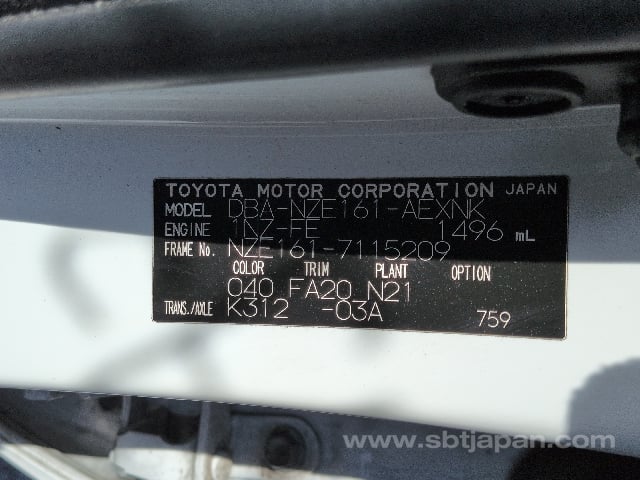 TOYOTA MOTOR CORPORATION JAPAN
MODEL DBA-NZE161-AEXNK
ENGINE 1NZ-FE 1496 mL
FRAME No. NZE161-7115209
COLOR TRIM PLANT OPTION
040 FA20 N21
TRANS./AXLE K312 -03A 759
www.sbtjapan.com